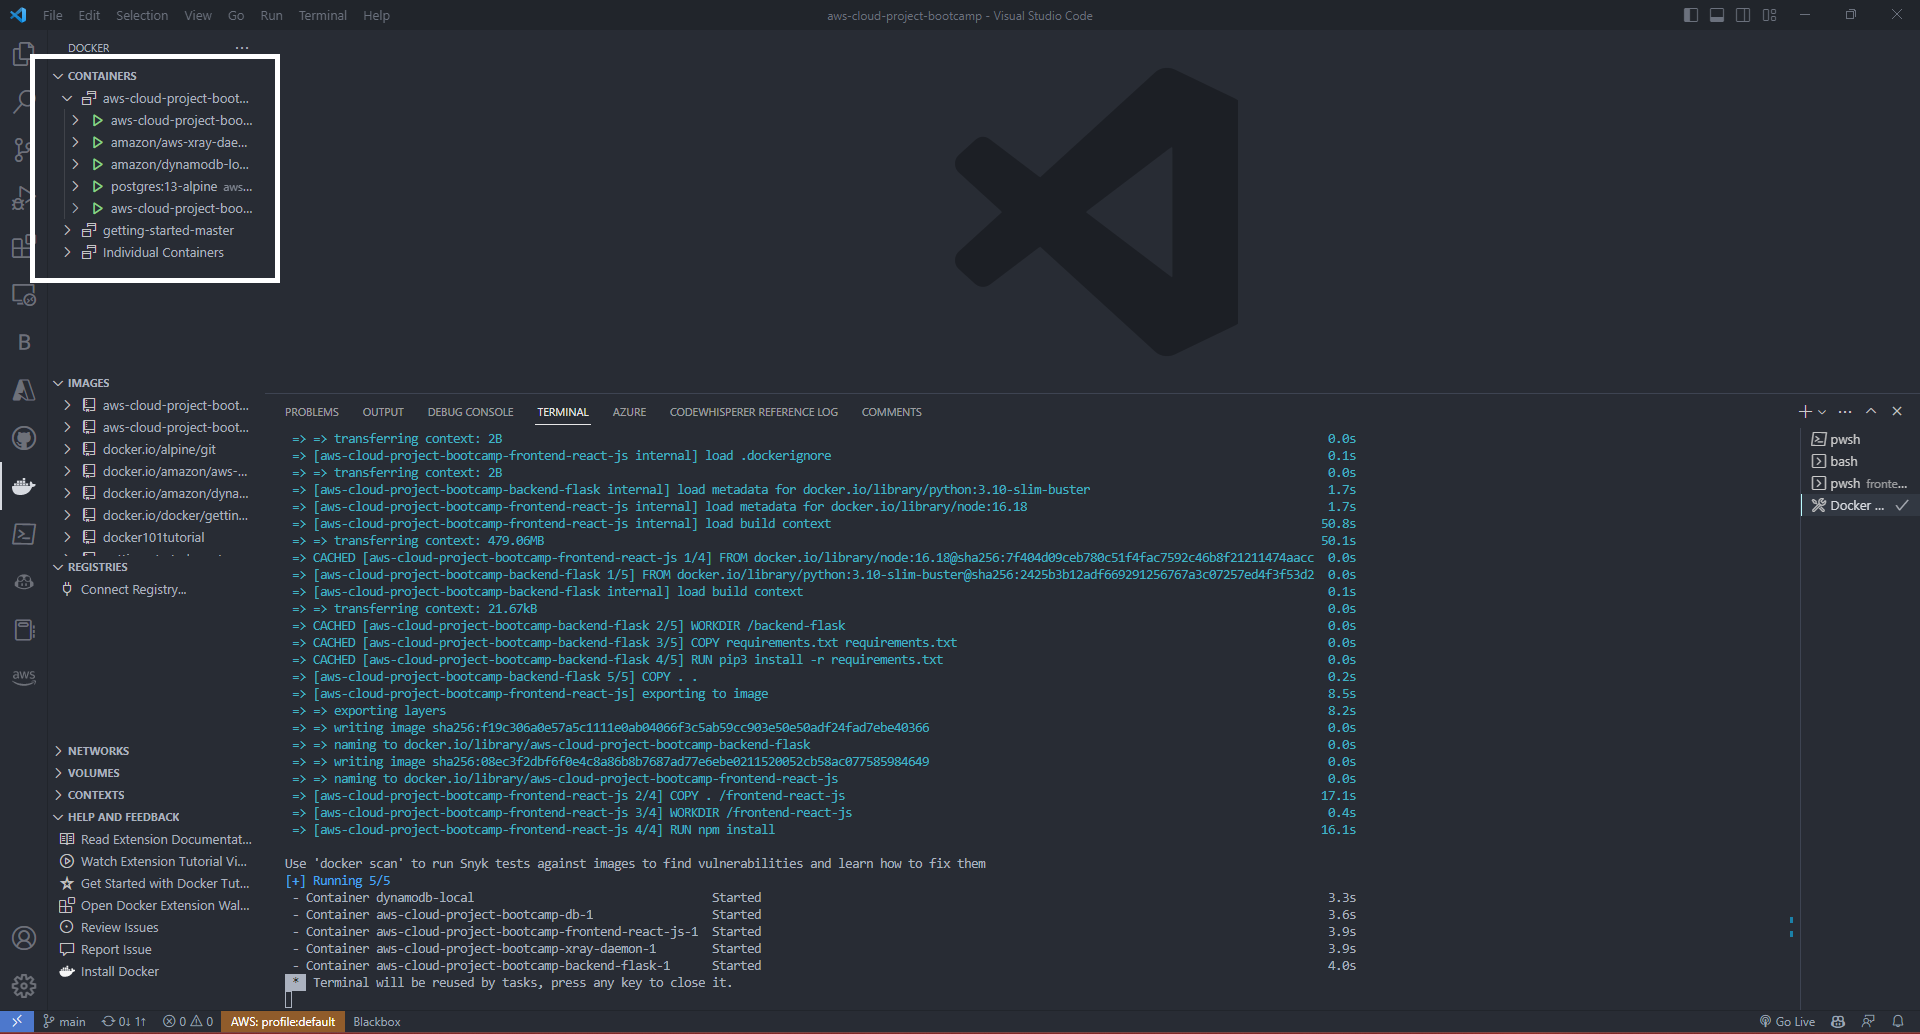 File Edit Selection View Go Run Terminal Help
aws-cloud-project-bootcamp - Visual Studio Code
DOCKER
CONTAINERS
aws-cloud-project-boot...
aws-cloud-project-boo...
amazon/aws-xray-dae...
amazon/dynamodb-lo...
postgres:13-alpine aws...
aws-cloud-project-boo...
getting-started-master
Individual Containers
B
IMAGES
aws-cloud-project-boot...
aws-cloud-project-boot...
docker.io/alpine/git
docker.io/amazon/aws-...
docker.io/amazon/dyna...
docker.io/docker/gettin...
docker101tutorial
REGISTRIES
Connect Registry...
aws
NETWORKS
VOLUMES
CONTEXTS
HELP AND FEEDBACK
Read Extension Documentat...
Watch Extension Tutorial Vi...
Get Started with Docker Tut...
Open Docker Extension Wal...
Review Issues
Report Issue
Install Docker
PROBLEMS OUTPUT DEBUG CONSOLE TERMINAL AZURE CODEWHISPERER REFERENCE LOG COMMENTS
=> => transferring context: 2B 0.0s
=> [aws-cloud-project-bootcamp-frontend-react-js internal] load .dockerignore 0.1s
=> => transferring context: 2B 0.0s
=> [aws-cloud-project-bootcamp-backend-flask internal] load metadata for docker.io/library/python:3.10-slim-buster 1.7s
=> [aws-cloud-project-bootcamp-frontend-react-js internal] load metadata for docker.io/library/node:16.18 1.7s
=> [aws-cloud-project-bootcamp-frontend-react-js internal] load build context 50.8s
=> => transferring context: 479.06MB 50.1s
=> CACHED [aws-cloud-project-bootcamp-frontend-react-js 1/4] FROM docker.io/library/node:16.18@sha256:7f404d09ceb780c51f4fac7592c46b8f21211474aacc 0.0s
=> [aws-cloud-project-bootcamp-backend-flask 1/5] FROM docker.io/library/python:3.10-slim-buster@sha256:2425b3b12adf669291256767a3c07257ed4f3f53d2 0.0s
=> [aws-cloud-project-bootcamp-backend-flask internal] load build context 0.1s
=> => transferring context: 21.67kB 0.0s
=> CACHED [aws-cloud-project-bootcamp-backend-flask 2/5] WORKDIR /backend-flask 0.0s
=> CACHED [aws-cloud-project-bootcamp-backend-flask 3/5] COPY requirements.txt requirements.txt 0.0s
=> CACHED [aws-cloud-project-bootcamp-backend-flask 4/5] RUN pip3 install -r requirements.txt 0.0s
=> [aws-cloud-project-bootcamp-backend-flask 5/5] COPY . . 0.2s
=> [aws-cloud-project-bootcamp-frontend-react-js] exporting to image 8.5s
=> => exporting layers 8.2s
=> => writing image sha256:f19c306a0e57a5c1111e0ab04066f3c5ab59cc903e50e50adf24fad7ebe40366 0.0s
=> => naming to docker.io/library/aws-cloud-project-bootcamp-backend-flask 0.0s
=> => writing image sha256:08ec3f2dbf6f0e4c8a86b8b7687ad77e6ebe0211520052cb58ac077585984649 0.0s
=> => naming to docker.io/library/aws-cloud-project-bootcamp-frontend-react-js 0.0s
=> [aws-cloud-project-bootcamp-frontend-react-js 2/4] COPY . /frontend-react-js 17.1s
=> [aws-cloud-project-bootcamp-frontend-react-js 3/4] WORKDIR /frontend-react-js 0.4s
=> [aws-cloud-project-bootcamp-frontend-react-js 4/4] RUN npm install 16.1s
Use 'docker scan' to run Snyk tests against images to find vulnerabilities and learn how to fix them
[+] Running 5/5
- Container dynamodb-local Started 3.3s
- Container aws-cloud-project-bootcamp-db-1 Started 3.6s
- Container aws-cloud-project-bootcamp-frontend-react-js-1 Started 3.9s
- Container aws-cloud-project-bootcamp-xray-daemon-1 Started 3.9s
- Container aws-cloud-project-bootcamp-backend-flask-1 Started 4.0s
* Terminal will be reused by tasks, press any key to close it.
pwsh
bash
pwsh fronte...
Docker ...
main 0↓ 1↑ 0 0 AWS: profile:default Blackbox Go Live